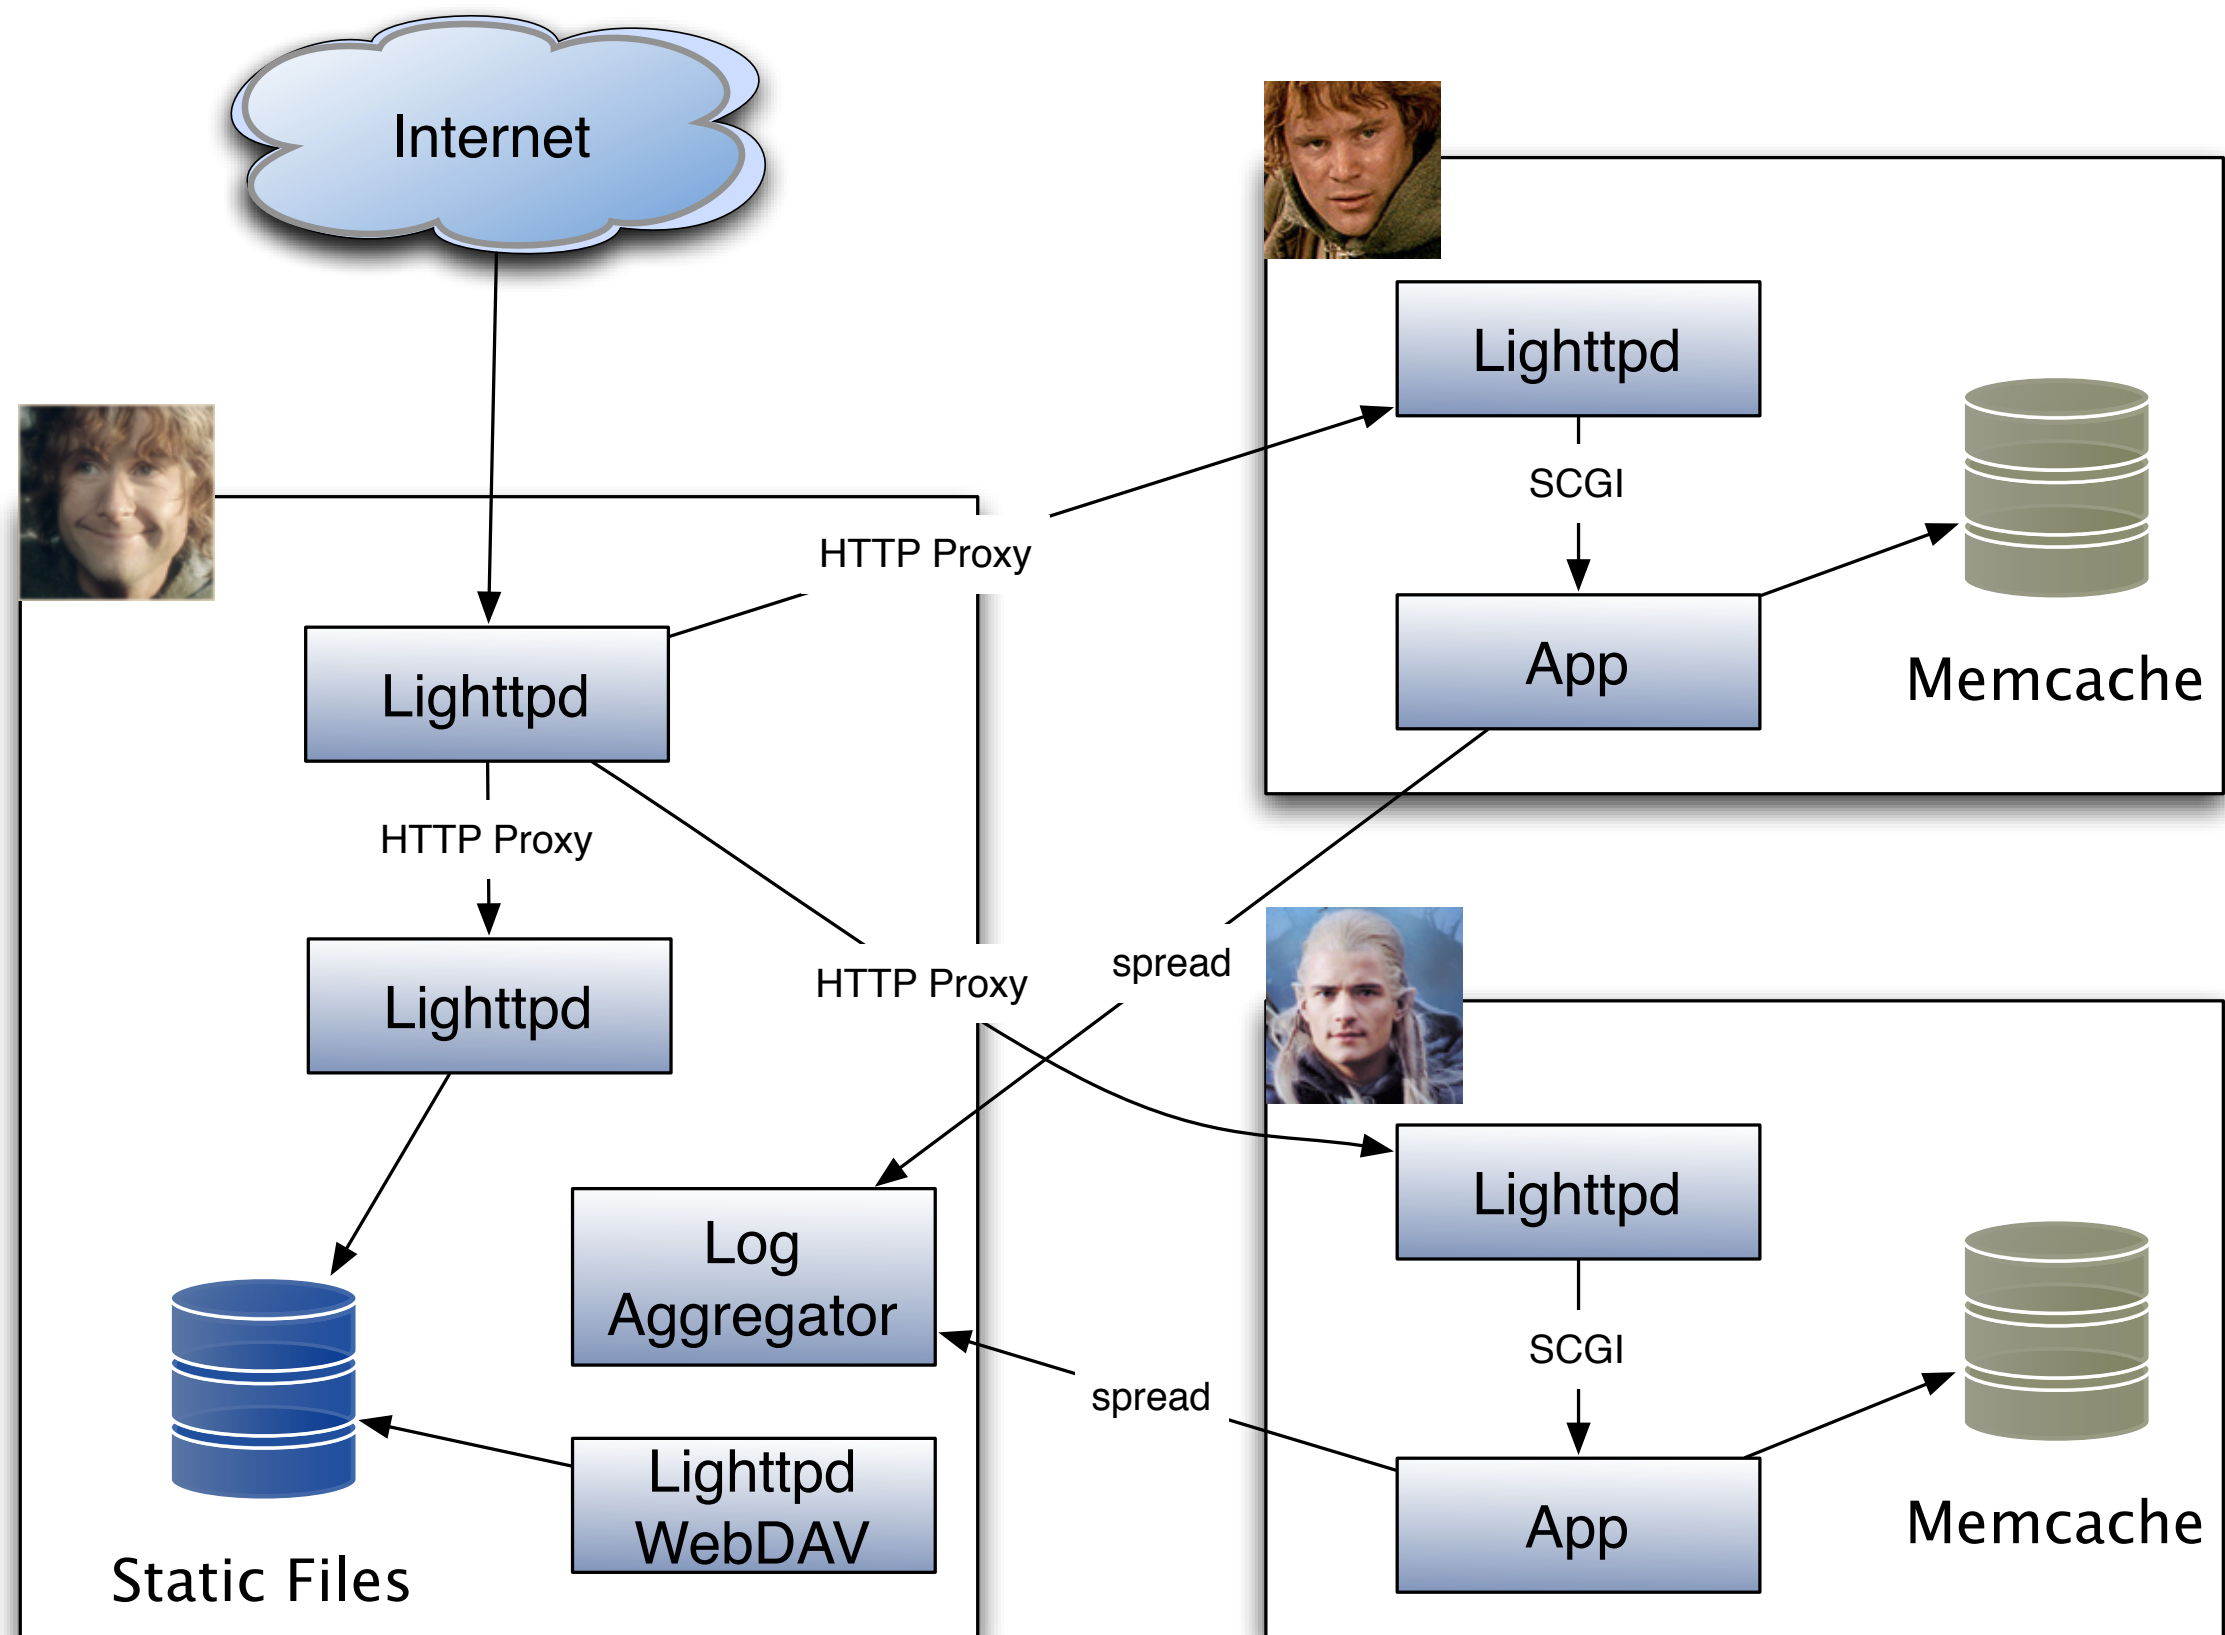 Internet
Lighttpd
SCGI
HTTP Proxy
App
Memcache
Lighttpd
HTTP Proxy
spread
HTTP Proxy
Lighttpd
Lighttpd
Log
Aggregator
SCGI
spread
Lighttpd
WebDAV
App
Memcache
Static Files